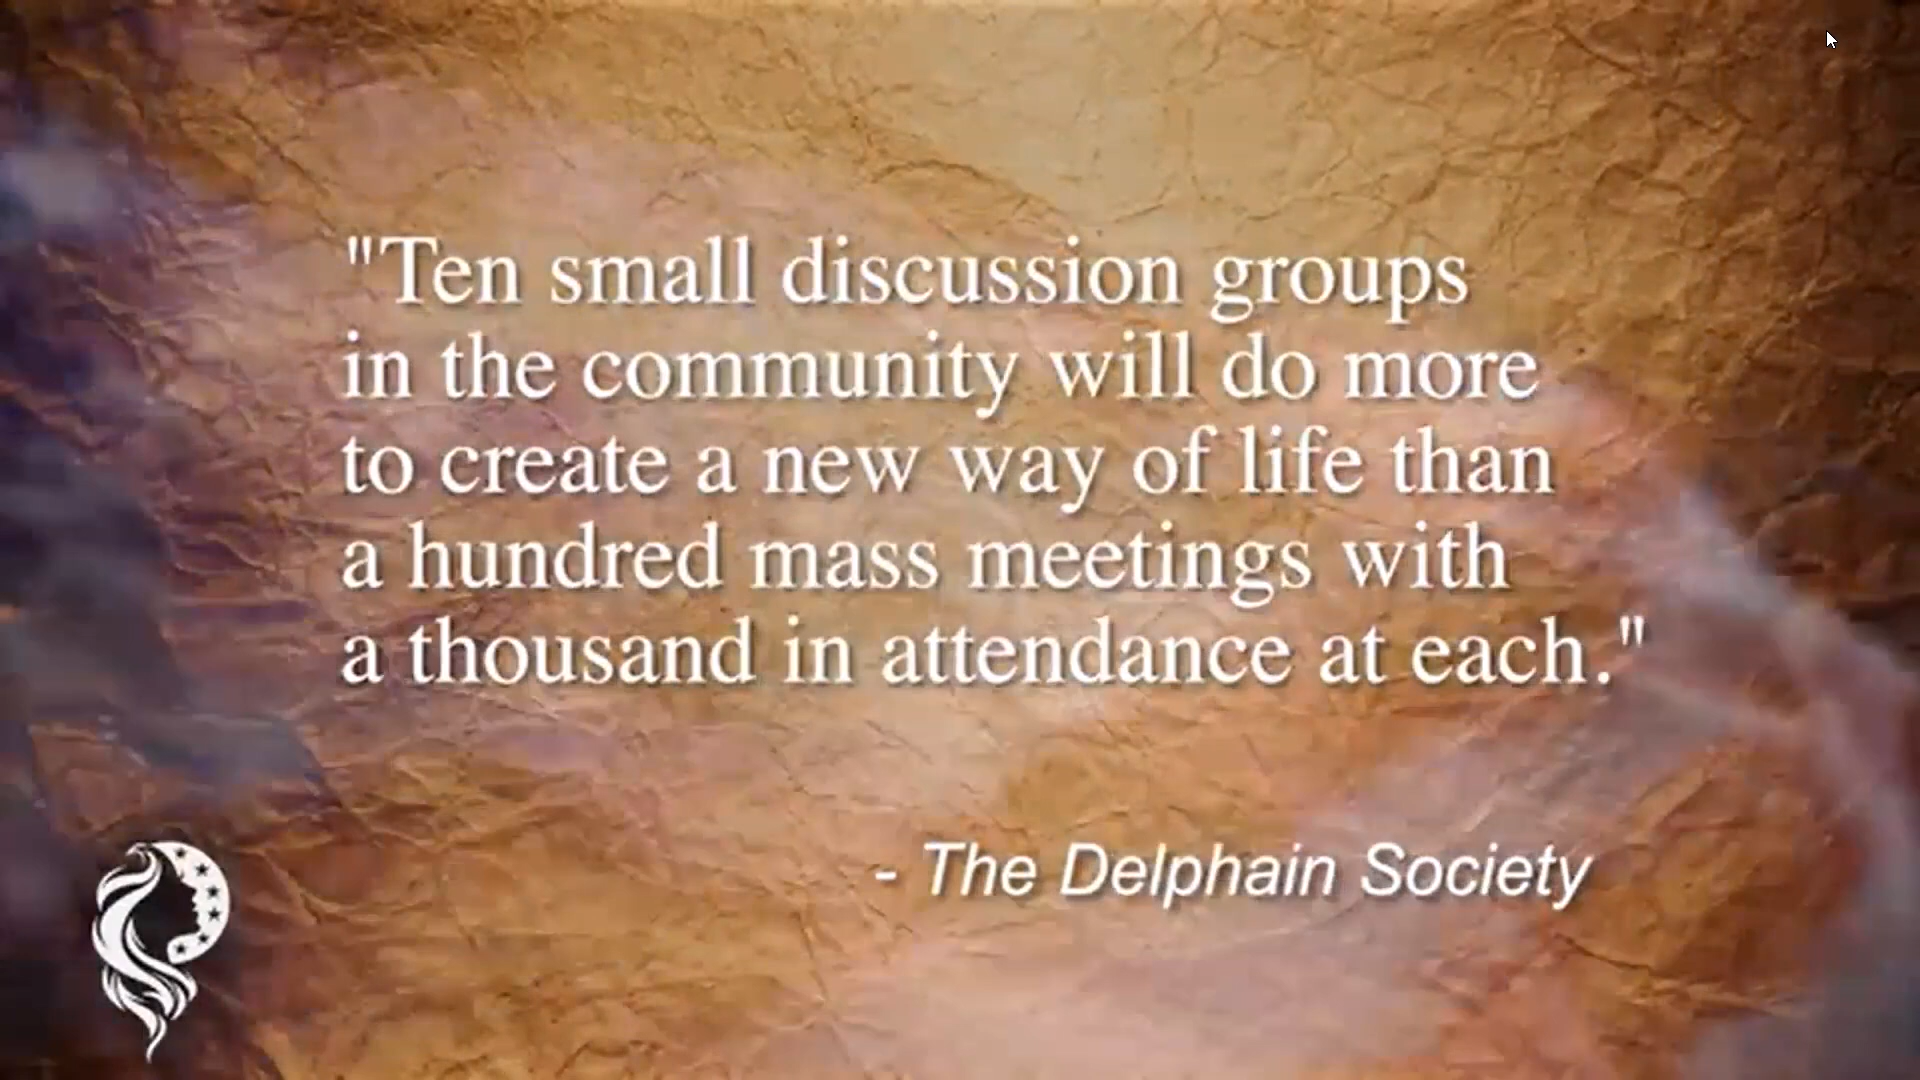 "Ten small discussion groups
in the community will do more
to create a new way of life than
a hundred mass meetings with
a thousand in attendance at each."
- The Delphain Society